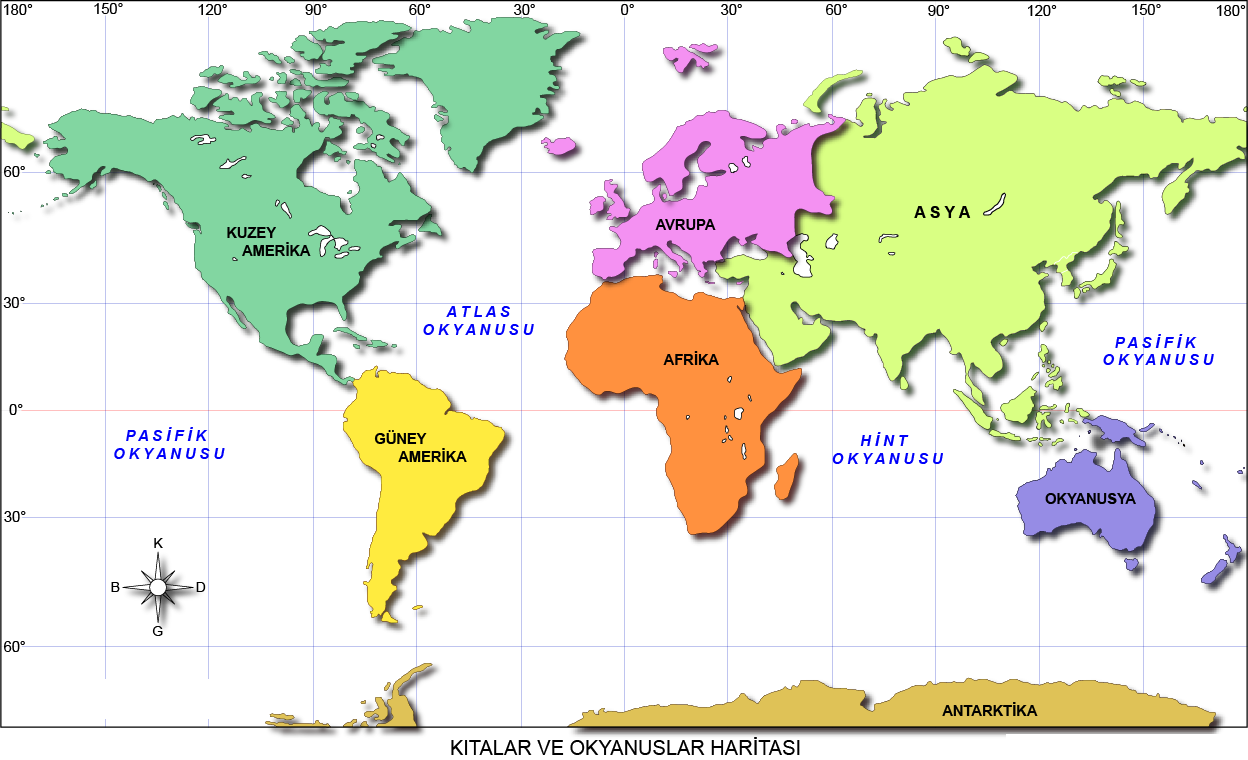 180° 150° 120° 90° 60° 30° 0° 30° 60° 90° 120° 150° 180°
60°
ASYA
AVRUPA
KUZEY
AMERİKA
30°
ATLAS
OKYANUSU
PASİFİK
OKYANUSU
AFRİKA
0°
PASİFİK
OKYANUSU
GÜNEY
AMERİKA
HİNT
OKYANUSU
OKYANUSYA
30°
K
B D
G
60°
ANTARKTİKA
KITALAR VE OKYANUSLAR HARİTASI